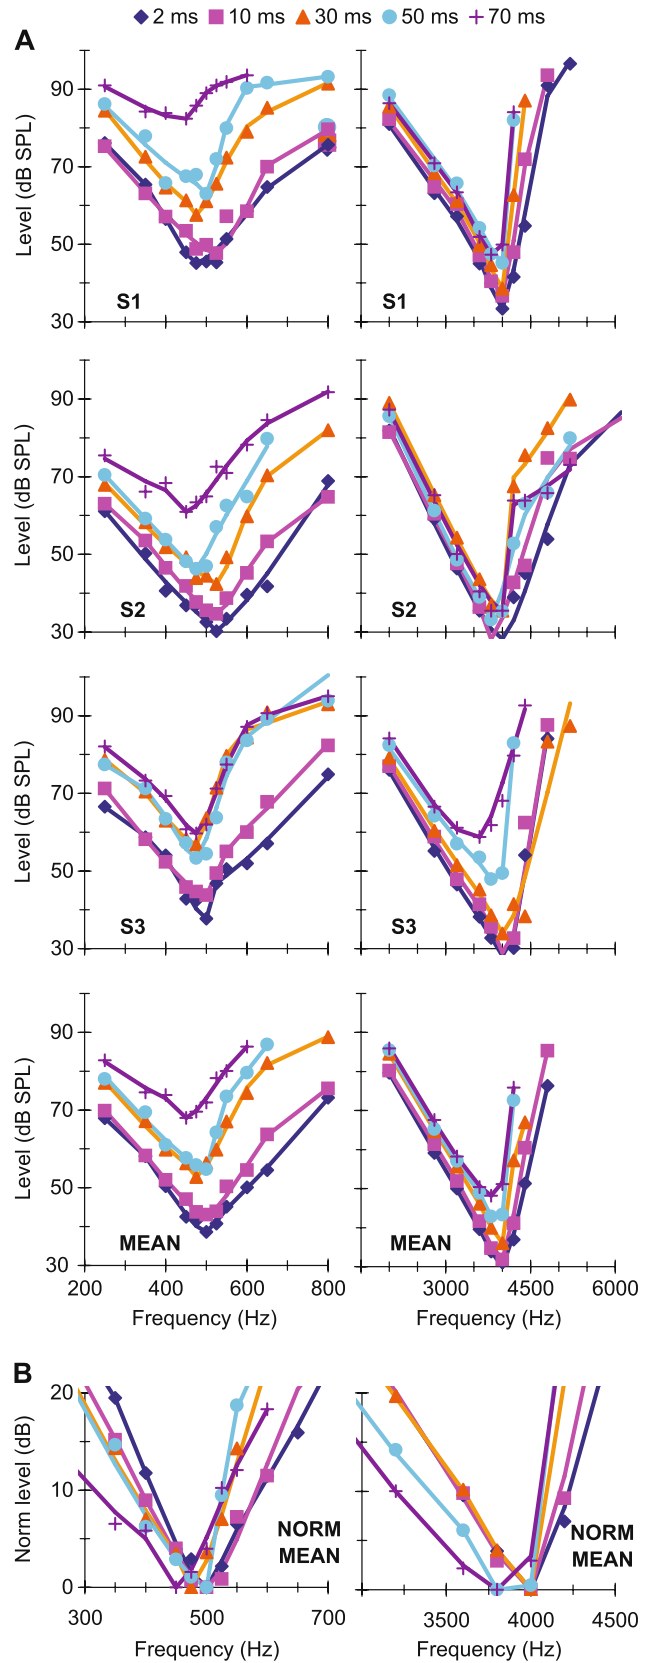 2 ms 10 ms 30 ms 50 ms 70 ms
A
90
70
50
30
Level (dB SPL)
S1
S1
90
70
50
30
Level (dB SPL)
S2
S2
90
70
50
30
Level (dB SPL)
S3
S3
90
70
50
30
Level (dB SPL)
MEAN
MEAN
200 400 600 800 3000 4500 6000
Frequency (Hz) Frequency (Hz)
B
20
10
0
Norm level (dB)
NORM
MEAN
NORM
MEAN
300 500 700 3500 4000 4500
Frequency (Hz) Frequency (Hz)